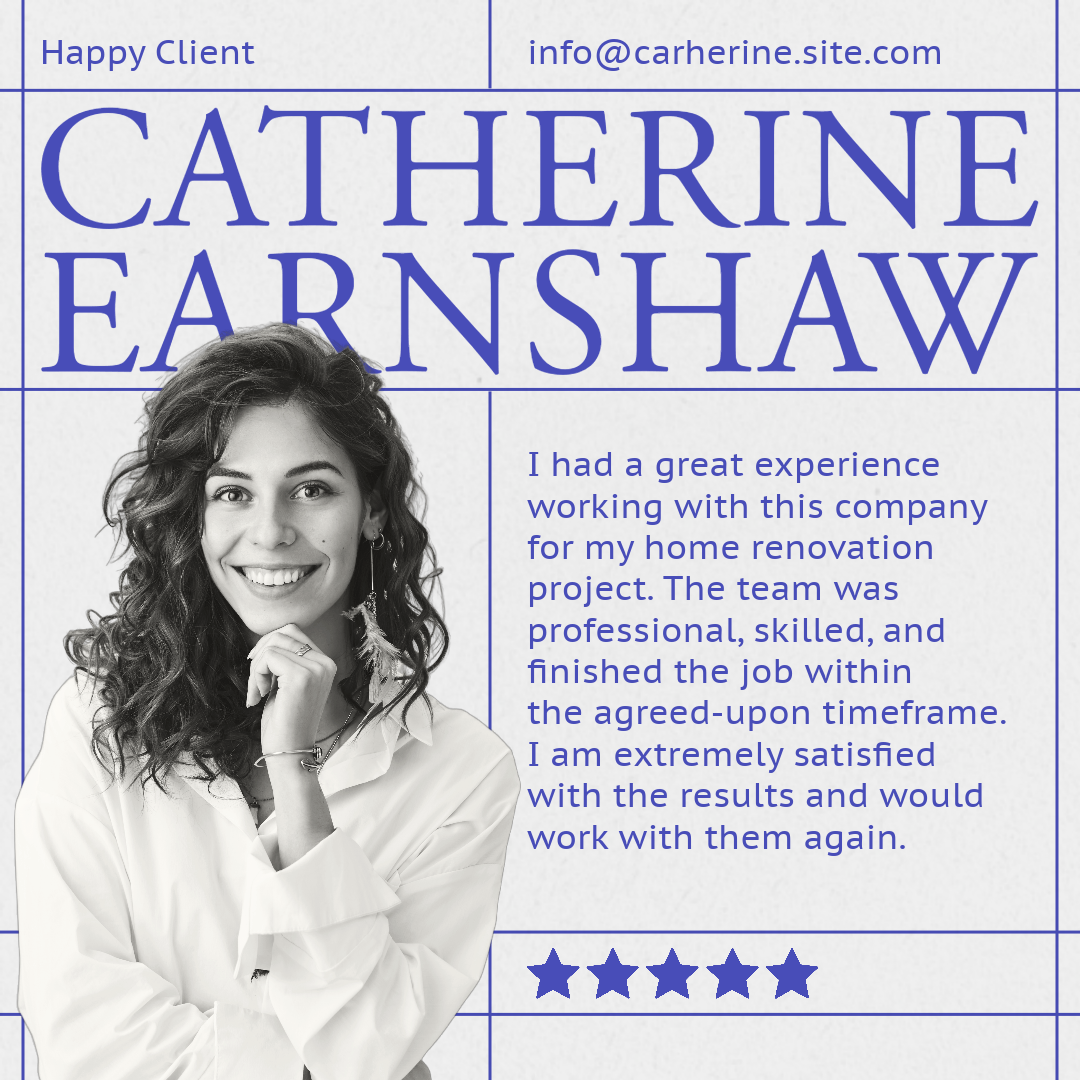 Happy Client
info@carherine.site.com
CATHERINE
EARNSHAW
I had a great experience
working with this company
for my home renovation
project. The team was
professional, skilled, and
finished the job within
the agreed-upon timeframe.
I am extremely satisfied
with the results and would
work with them again.